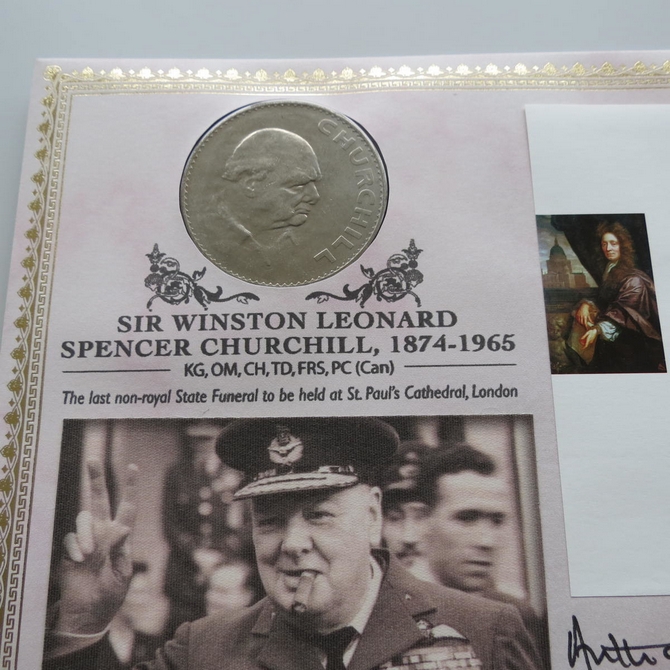 CHURCHILL
SIR WINSTON LEONARD
SPENCER CHURCHILL, 1874-1965
KG, OM, CH, TD, FRS, PC (Can)
The last non-royal State Funeral to be held at St. Paul's Cathedral, London